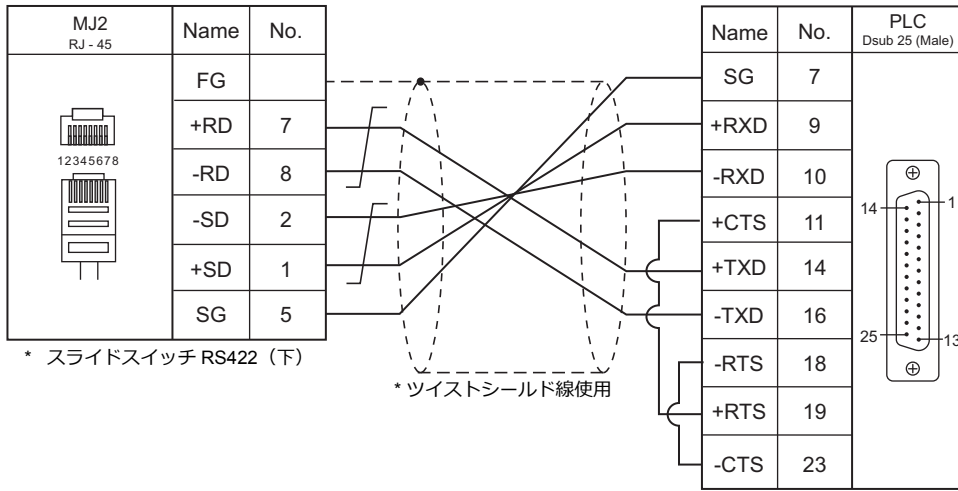 MJ2
RJ - 45
Name No.
FG
+RD 7
-RD 8
-SD 2
+SD 1
SG 5
12345678
* スライドスイッチ RS422（下）
* ツイストシールド線使用
Name No.
PLC
Dsub 25 (Male)
SG 7
+RXD 9
-RXD 10
+CTS 11
+TXD 14
-TXD 16
-RTS 18
+RTS 19
-CTS 23
14 1
25 13